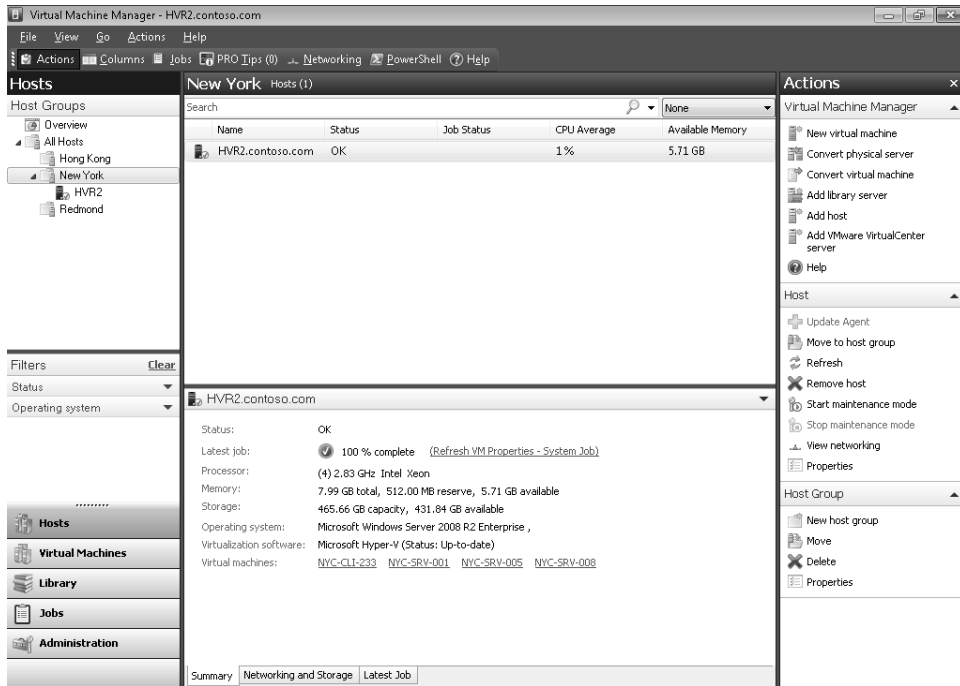 Virtual Machine Manager - HVR2.contoso.com
File View Go Actions Help
Actions Columns Jobs PRO Tips (0) Networking PowerShell Help
Hosts
Host Groups
Overview
All Hosts
Hong Kong
New York
HVR2
Redmond
Filters Clear
Status
Operating system
Hosts
Virtual Machines
Library
Jobs
Administration
New York Hosts (1)
Search None
Name Status Job Status CPU Average Available Memory
HVR2.contoso.com OK 1% 5.71 GB
HVR2.contoso.com
Status: OK
Latest job: 100 % complete (Refresh VM Properties - System Job)
Processor: (4) 2.83 GHz Intel Xeon
Memory: 7.99 GB total, 512.00 MB reserve, 5.71 GB available
Storage: 465.66 GB capacity, 431.84 GB available
Operating system: Microsoft Windows Server 2008 R2 Enterprise ,
Virtualization software: Microsoft Hyper-V (Status: Up-to-date)
Virtual machines: NYC-CLI-233 NYC-SRV-001 NYC-SRV-005 NYC-SRV-008
Summary Networking and Storage Latest Job
Actions
Virtual Machine Manager
New virtual machine
Convert physical server
Convert virtual machine
Add library server
Add host
Add VMware VirtualCenter
server
Help
Host
Update Agent
Move to host group
Refresh
Remove host
Start maintenance mode
Stop maintenance mode
View networking
Properties
Host Group
New host group
Move
Delete
Properties